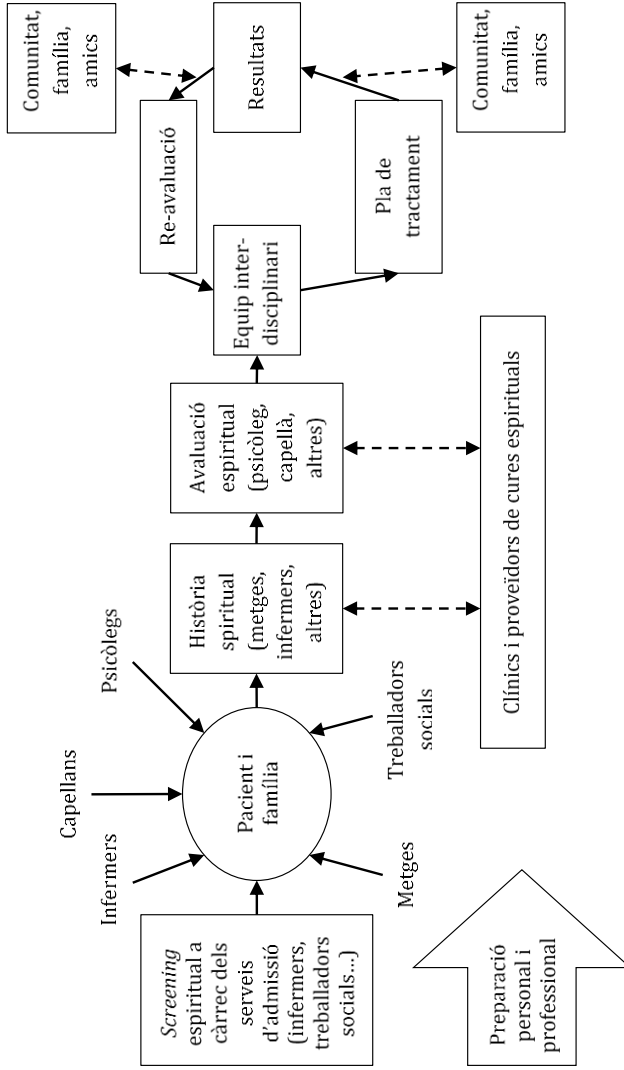 Screening
espiritual a
càrrec dels
serveis
d'admissió
(infermers,
treballadors
socials...)
Infermers
Capellans
Psicòlegs
Pacient i
família
Metges
Treballadors
socials
Història
spiritual
(metges,
infermers,
altres)
Avaluació
espiritual
(psicòleg,
capellà,
altres)
Equip inter-
disciplinari
Re-avaluació
Pla de
tractament
Resultats
Comunitat,
família,
amics
Comunitat,
família,
amics
Preparació
personal i
professional
Clínics i proveïdors de cures espirituals